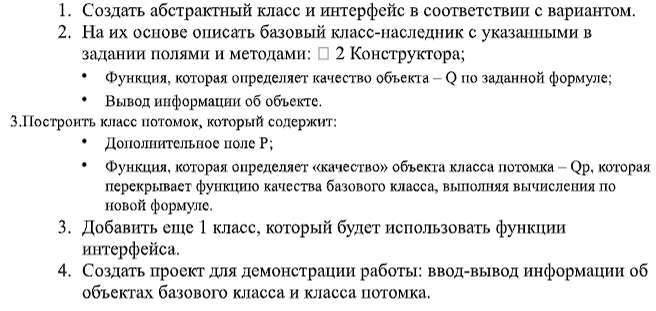 1. Создать абстрактный класс и интерфейс в соответствии с вариантом.
2. На их основе описать базовый класс-наследник с указанными в
задании полями и методами: □ 2 Конструктора;
• Функция, которая определяет качество объекта – Q по заданной формуле;
• Вывод информации об объекте.
3.Построить класс потомок, который содержит:
• Дополнительное поле P;
• Функция, которая определяет «качество» объекта класса потомка – Qp, которая
перекрывает функцию качества базового класса, выполняя вычисления по
новой формуле.
3. Добавить еще 1 класс, который будет использовать функции
интерфейса.
4. Создать проект для демонстрации работы: ввод-вывод информации об
объектах базового класса и класса потомка.